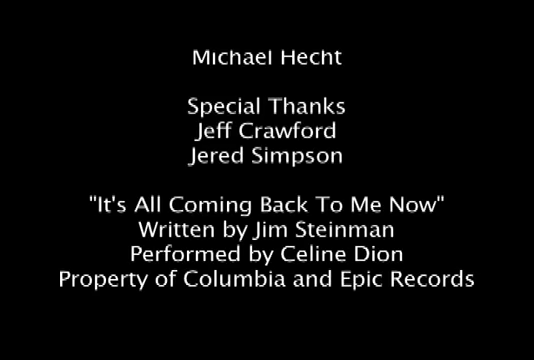 Michael Hecht
Special Thanks
Jeff Crawford
Jered Simpson
"It's All Coming Back To Me Now"
Written by Jim Steinman
Performed by Celine Dion
Property of Columbia and Epic Records